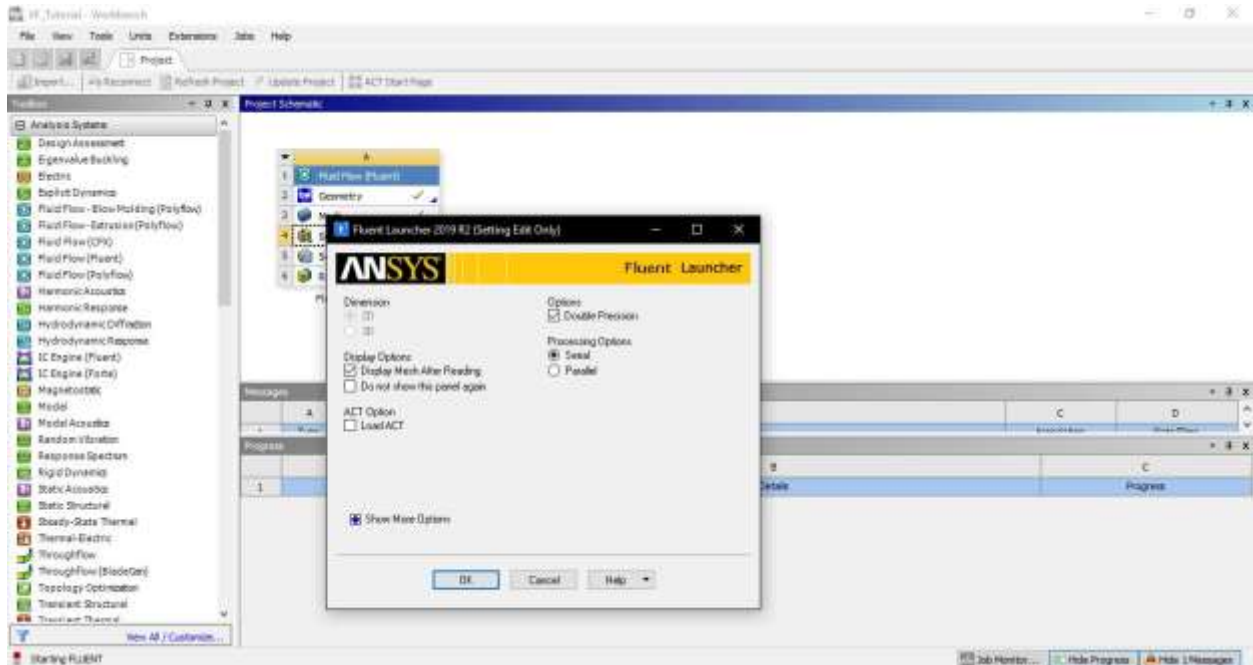 VF_Tutorial - Workbench
File View Tools Units Extensions Jobs Help
Project
Import... Reconnect Refresh Project Update Project ACT Start Page
Toolbox
Project Schematic
Analysis Systems
Design Assessment
Eigenvalue Buckling
Electric
Explicit Dynamics
Fluid Flow - Blow Molding (Polyflow)
Fluid Flow - Extrusion (Polyflow)
Fluid Flow (CFX)
Fluid Flow (Fluent)
Fluid Flow (Polyflow)
Harmonic Acoustics
Harmonic Response
Hydrodynamic Diffraction
Hydrodynamic Response
IC Engine (Fluent)
IC Engine (Forte)
Magnetostatic
Modal
Modal Acoustics
Random Vibration
Response Spectrum
Rigid Dynamics
Static Acoustics
Static Structural
Steady-State Thermal
Thermal-Electric
Throughflow
Throughflow (BladeGen)
Topology Optimization
Transient Structural
Transient Thermal
View All / Customize...
A
1 Fluid Flow (Fluent)
2 Geometry
3
4
5
6
Fluent Launcher 2019 R2 (Setting Edit Only)
ANSYS
Fluent Launcher
Dimension
2D
3D
Display Options
Display Mesh After Reading
Do not show this panel again
ACT Option
Load ACT
Options
Double Precision
Processing Options
Serial
Parallel
Show More Options
OK Cancel Help
Messages
A C D
Progress
B C
1 Details Progress
Starting FLUENT
Job Monitor... Hide Progress Hide 1 Messages